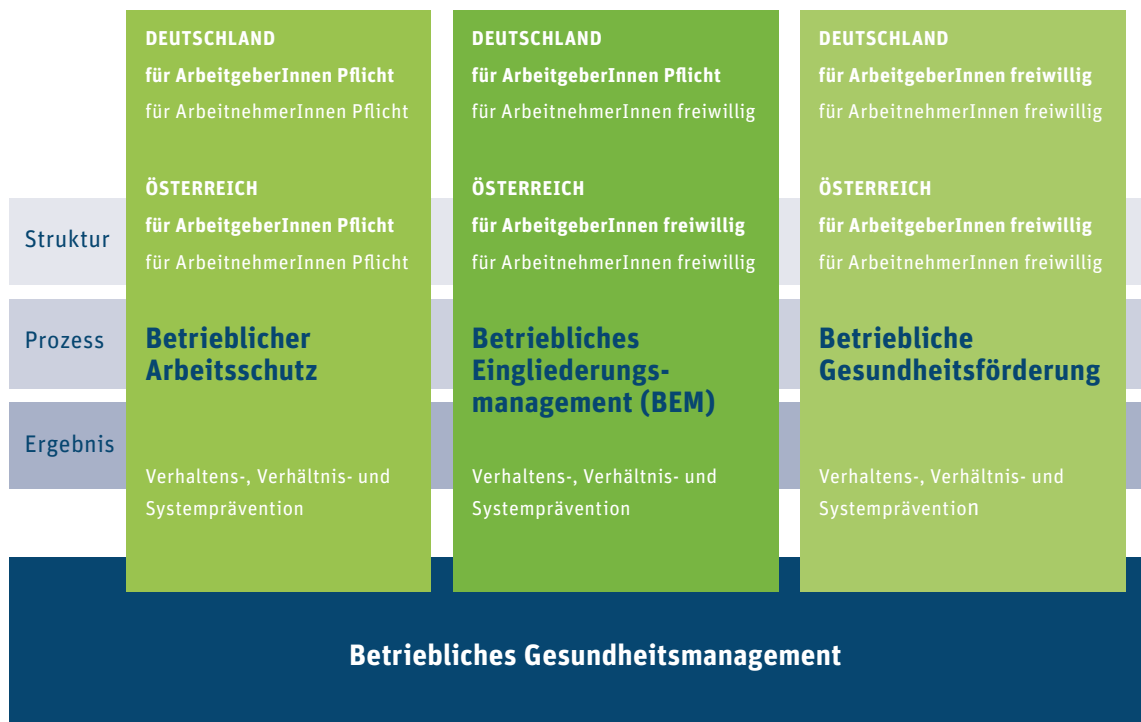 DEUTSCHLAND
für ArbeitgeberInnen Pflicht
für ArbeitnehmerInnen Pflicht
ÖSTERREICH
für ArbeitgeberInnen Pflicht
für ArbeitnehmerInnen Pflicht
Betrieblicher
Arbeitsschutz
Verhaltens-, Verhältnis- und
Systemprävention
DEUTSCHLAND
für ArbeitgeberInnen Pflicht
für ArbeitnehmerInnen freiwillig
ÖSTERREICH
für ArbeitgeberInnen freiwillig
für ArbeitnehmerInnen freiwillig
Betriebliches
Eingliederungs-
management (BEM)
Verhaltens-, Verhältnis- und
Systemprävention
DEUTSCHLAND
für ArbeitgeberInnen freiwillig
für ArbeitnehmerInnen freiwillig
ÖSTERREICH
für ArbeitgeberInnen freiwillig
für ArbeitnehmerInnen freiwillig
Betriebliche
Gesundheitsförderung
Verhaltens-, Verhältnis- und
Systemprävention
Struktur
Prozess
Ergebnis
Betriebliches Gesundheitsmanagement